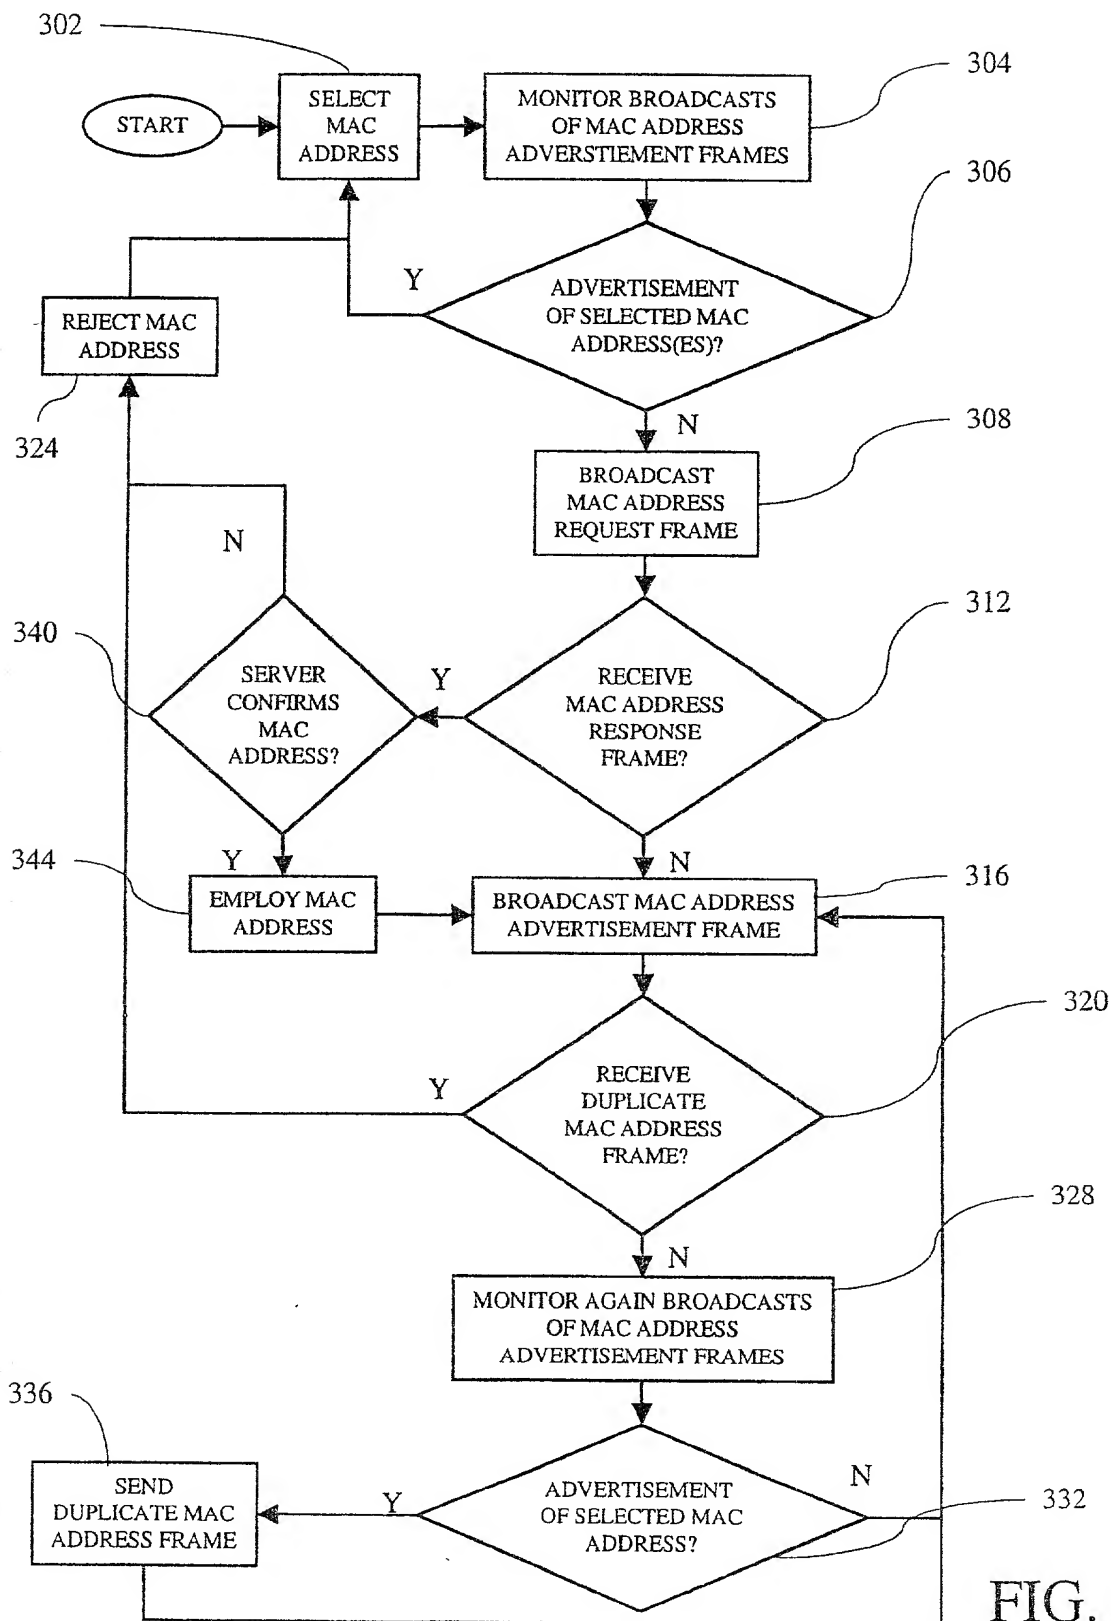 302
START
SELECT
MAC
ADDRESS
MONITOR BROADCASTS
OF MAC ADDRESS
ADVERSTIEMENT FRAMES
304
306
Y
ADVERTISEMENT
OF SELECTED MAC
ADDRESS(ES)?
REJECT MAC
ADDRESS
324
N
308
BROADCAST
MAC ADDRESS
REQUEST FRAME
N
312
340
SERVER
CONFIRMS
MAC
ADDRESS?
Y
RECEIVE
MAC ADDRESS
RESPONSE
FRAME?
344
Y
N
316
EMPLOY MAC
ADDRESS
BROADCAST MAC ADDRESS
ADVERTISEMENT FRAME
320
Y
RECEIVE
DUPLICATE
MAC ADDRESS
FRAME?
328
N
MONITOR AGAIN BROADCASTS
OF MAC ADDRESS
ADVERTISEMENT FRAMES
336
SEND
DUPLICATE MAC
ADDRESS FRAME
Y
ADVERTISEMENT
OF SELECTED MAC
ADDRESS?
N
332
FIG.